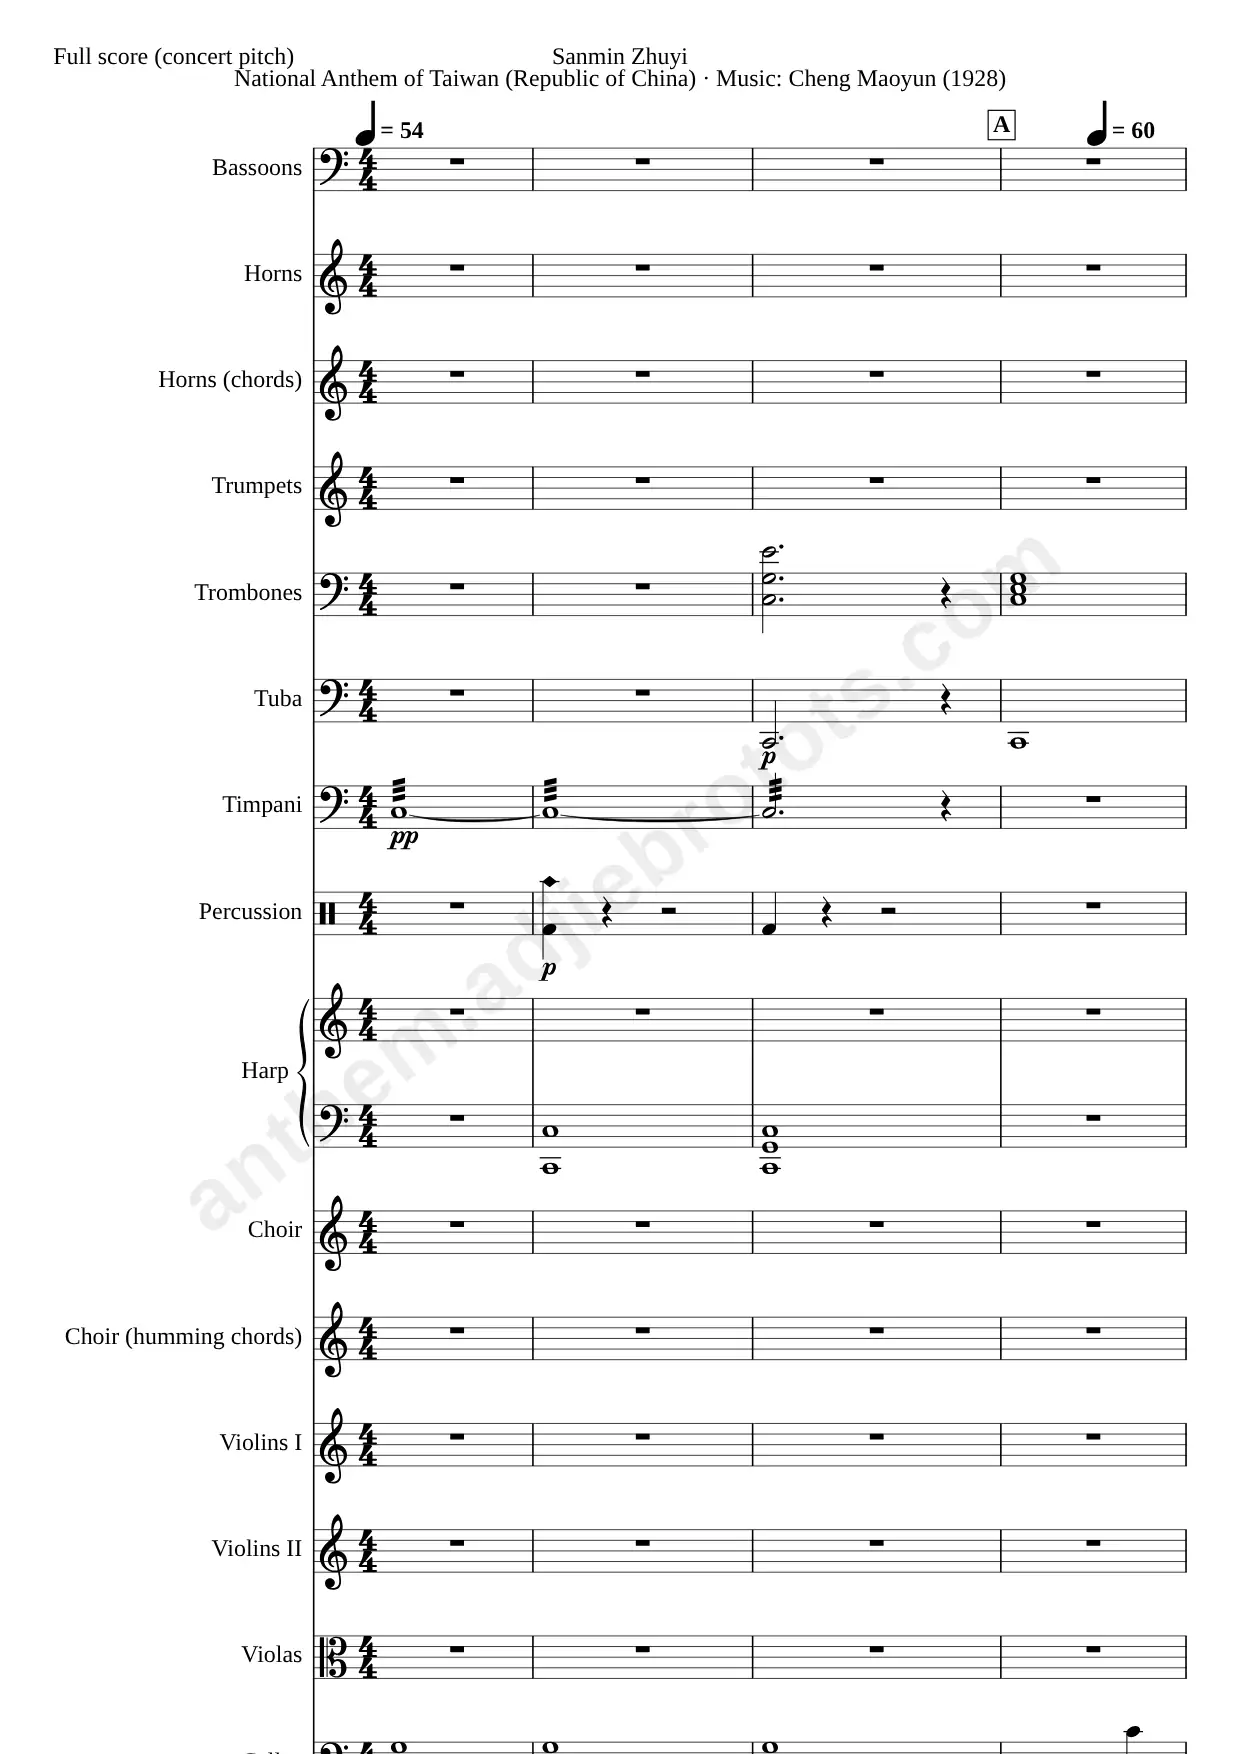 Full score (concert pitch)
Sanmin Zhuyi
National Anthem of Taiwan (Republic of China) · Music: Cheng Maoyun (1928)
= 54
A
= 60
Bassoons
Horns
Horns (chords)
Trumpets
Trombones
Tuba
p
Timpani
pp
Percussion
p
Harp
Choir
Choir (humming chords)
Violins I
Violins II
Violas
anthem.adjiebrotots.com